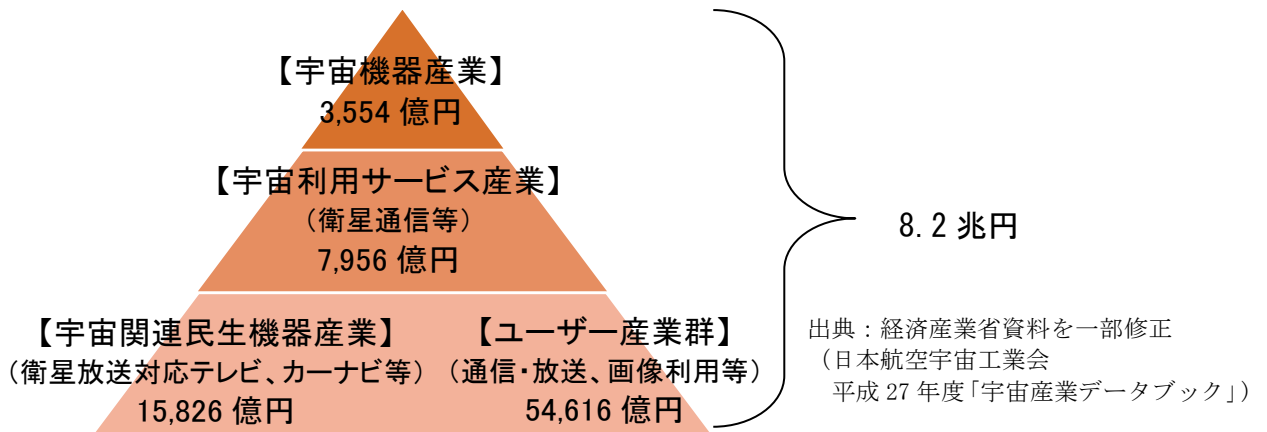 【宇宙機器産業】
3,554 億円
【宇宙利用サービス産業】
（衛星通信等）
7,956 億円
【宇宙関連民生機器産業】
（衛星放送対応テレビ、カーナビ等）
15,826 億円
【ユーザー産業群】
（通信・放送、画像利用等）
54,616 億円
8.2 兆円
出典：経済産業省資料を一部修正
（日本航空宇宙工業会
平成 27 年度「宇宙産業データブック」）